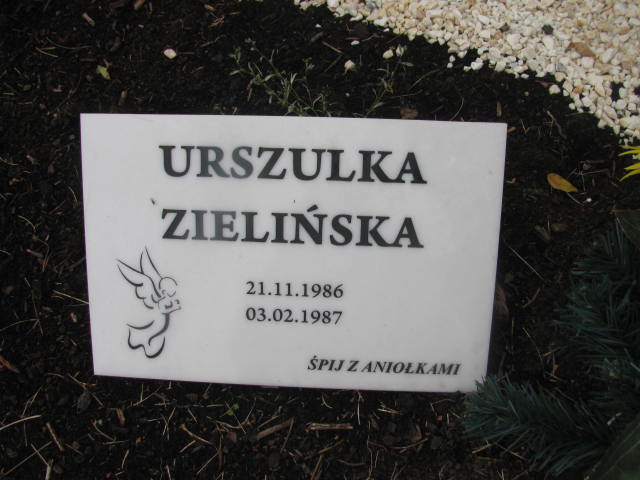 URSZULKA
ZIELIŃSKA
21.11.1986
03.02.1987
ŚPIJ Z ANIOŁKAMI